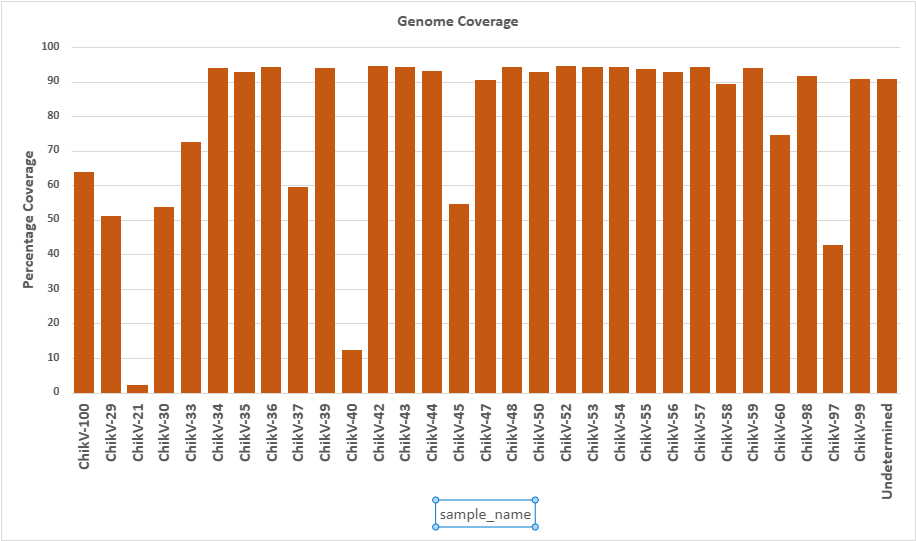 Genome Coverage
Percentage Coverage
100
90
80
70
60
50
40
30
20
10
0
ChikV-100
ChikV-29
ChikV-21
ChikV-30
ChikV-33
ChikV-34
ChikV-35
ChikV-36
ChikV-37
ChikV-39
ChikV-40
ChikV-42
ChikV-43
ChikV-44
ChikV-45
ChikV-47
ChikV-48
ChikV-50
ChikV-52
ChikV-53
ChikV-54
ChikV-55
ChikV-56
ChikV-57
ChikV-58
ChikV-59
ChikV-60
ChikV-98
ChikV-97
ChikV-99
Undetermined
sample_name